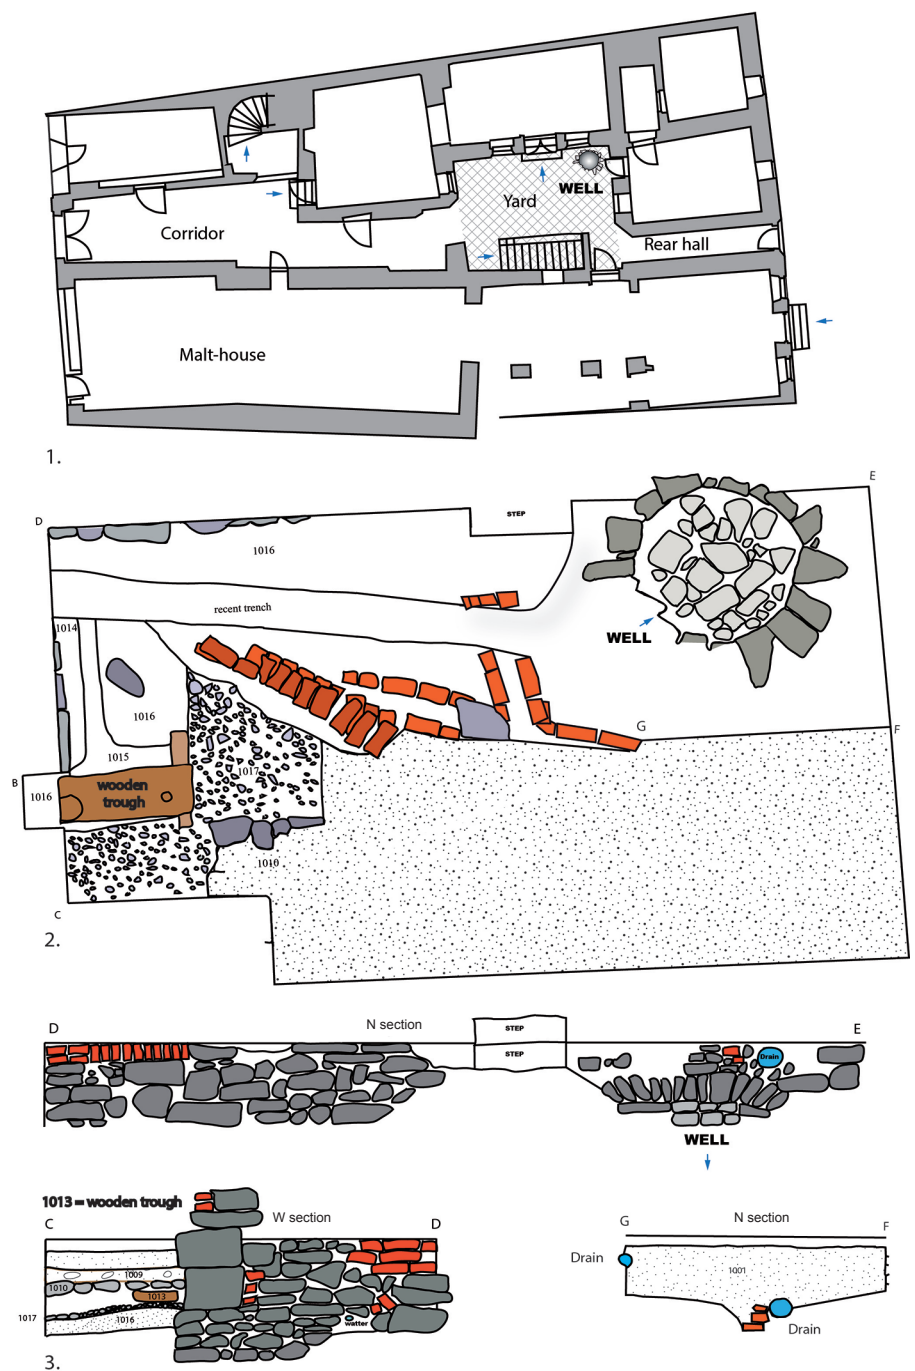 WELL
Yard
Corridor
Rear hall
Malt-house
1.
E
D
STEP
1016
recent trench
1014
WELL
1016
G
F
1015
1017
B
1016
wooden
trough
1010
C
2.
D
N section
STEP
E
STEP
Drain
WELL
1013 = wooden trough
C
W section
D
G
N section
F
Drain
1009
1010
1013
1001
1017
1016
watter
Drain
3.